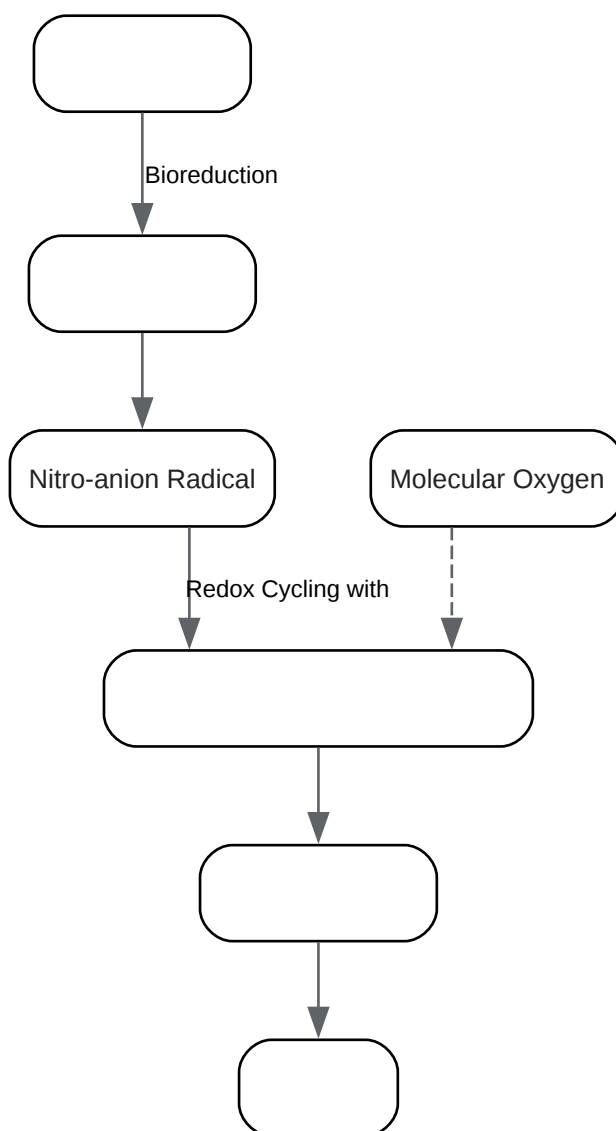 Bioreduction
Nitro-anion Radical
Molecular Oxygen
Redox Cycling with